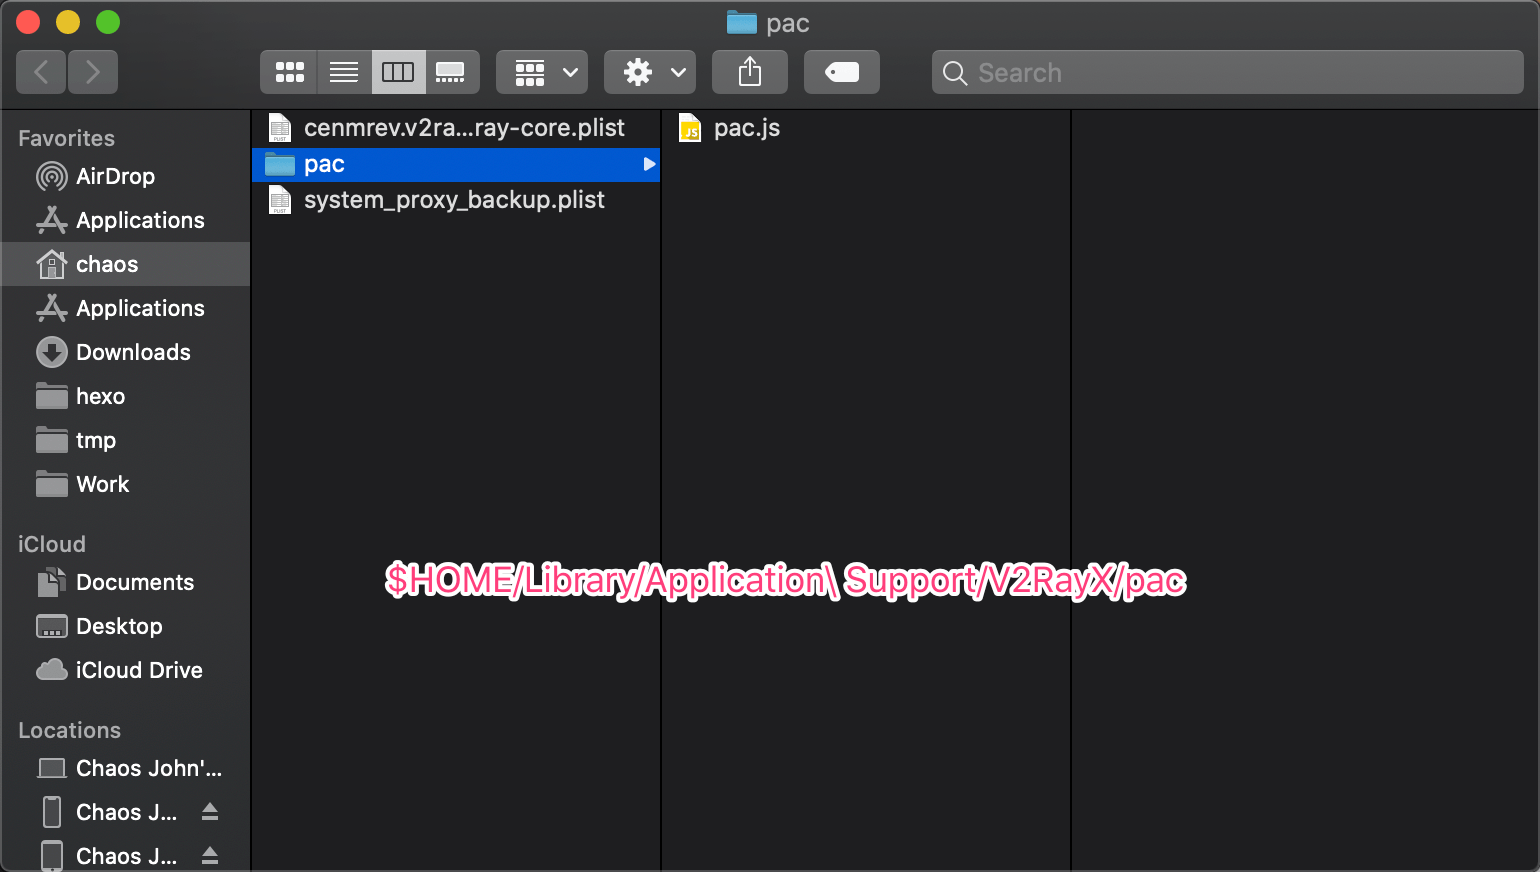 pac
Search
Favorites
AirDrop
Applications
chaos
Applications
Downloads
hexo
tmp
Work
iCloud
Documents
Desktop
iCloud Drive
Locations
Chaos John'...
Chaos J...
Chaos J...
cenmrev.v2ra...ray-core.plist
pac
system_proxy_backup.plist
pac.js
$HOME/Library/Application\ Support/V2RayX/pac